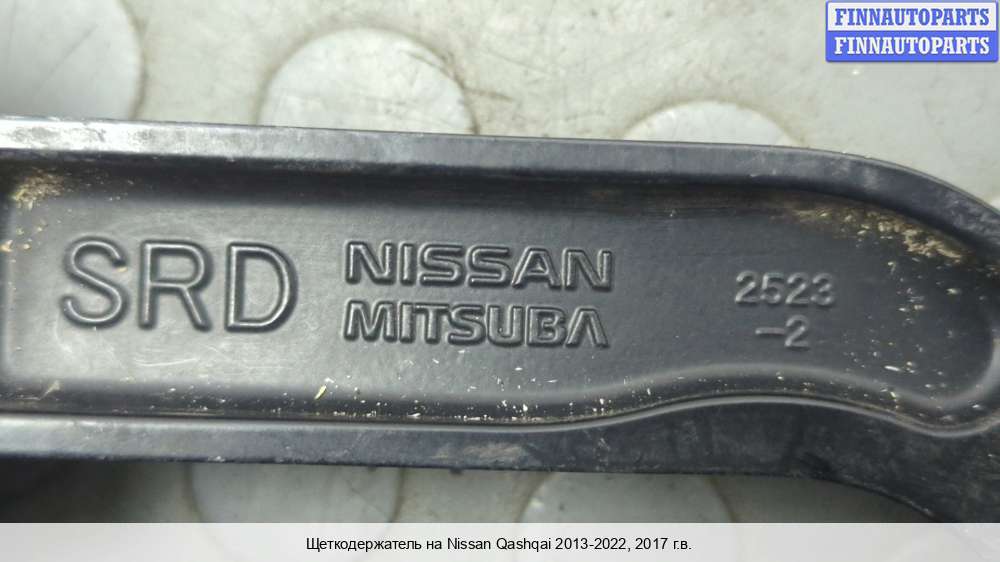 FINNAUTOPARTS
FINNAUTOPARTS
SRD
NISSAN
MITSUBA
2523
-2
Щеткодержатель на Nissan Qashqai 2013-2022, 2017 г.в.